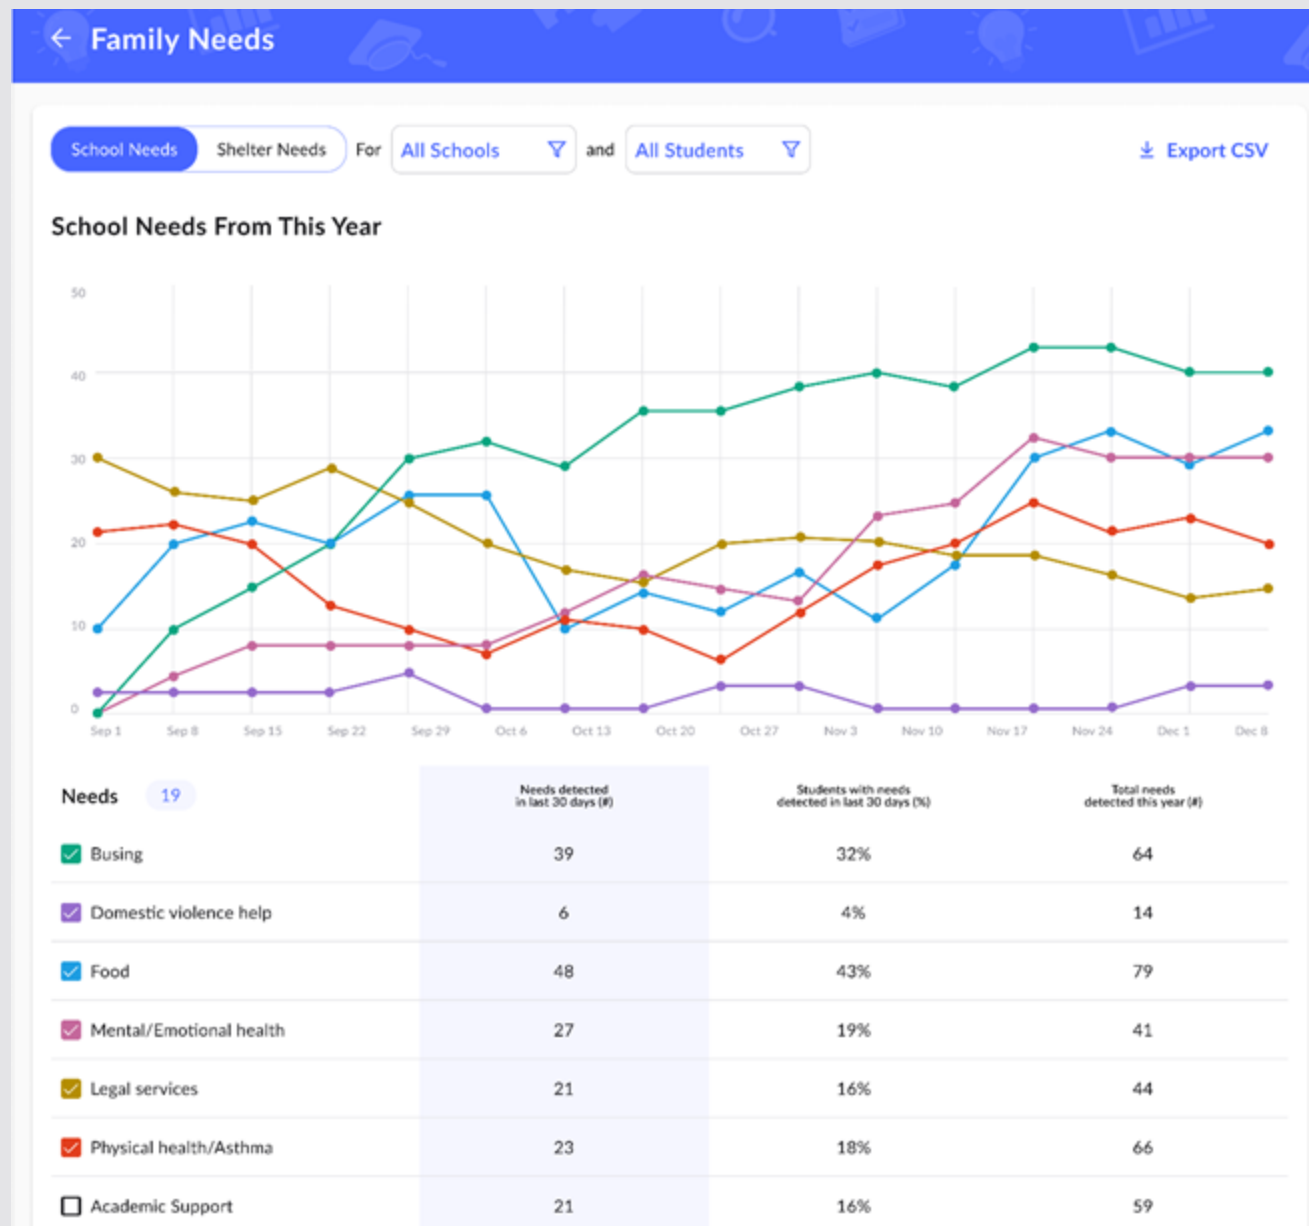 Family Needs
School Needs Shelter Needs For All Schools and All Students Export CSV
School Needs From This Year
50
40
30
20
10
0
Sep 1 Sep 8 Sep 15 Sep 22 Sep 29 Oct 6 Oct 13 Oct 20 Oct 27 Nov 3 Nov 10 Nov 17 Nov 24 Dec 1 Dec 8
Needs 19
Needs detected
in last 30 days (#)
Students with needs
detected in last 30 days (%)
Total needs
detected this year (#)
Busing 39 32% 64
Domestic violence help 6 4% 14
Food 48 43% 79
Mental/Emotional health 27 19% 41
Legal services 21 16% 44
Physical health/Asthma 23 18% 66
Academic Support 21 16% 59